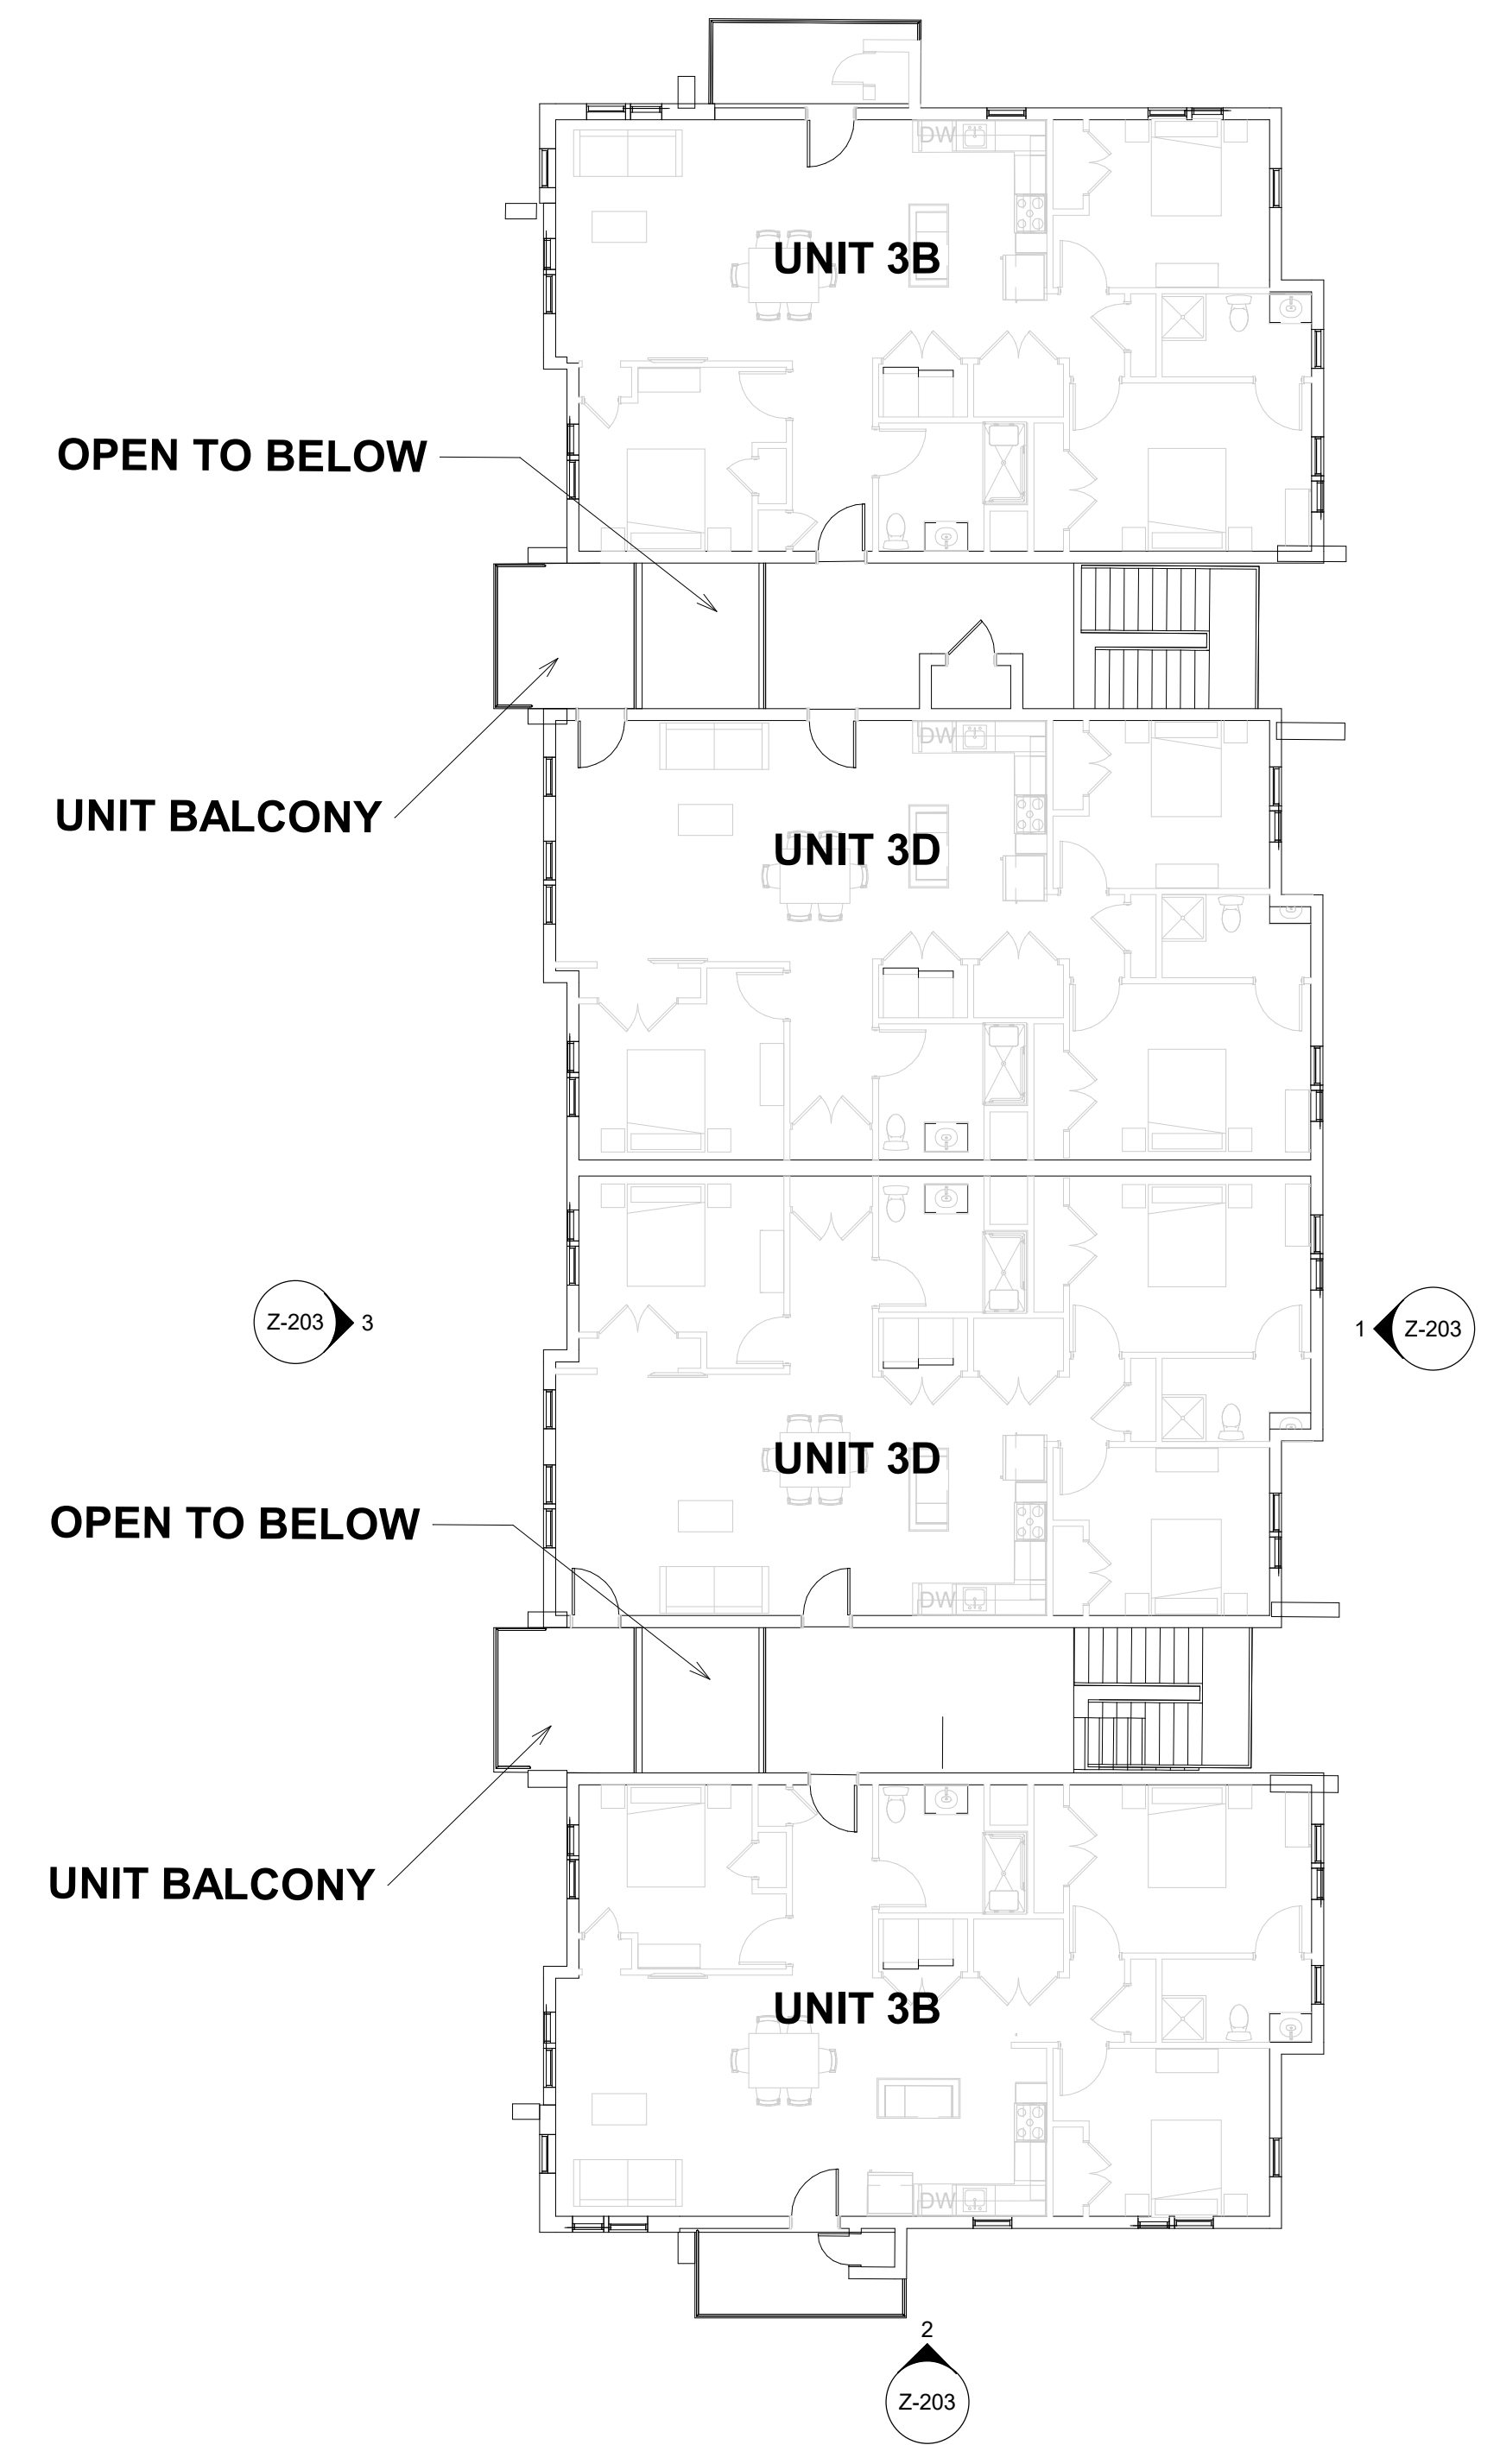 DW
UNIT 3B
OPEN TO BELOW
UNIT BALCONY
DW
UNIT 3D
Z-203 3
1 Z-203
UNIT 3D
OPEN TO BELOW
DW
UNIT BALCONY
UNIT 3B
DW
2
Z-203